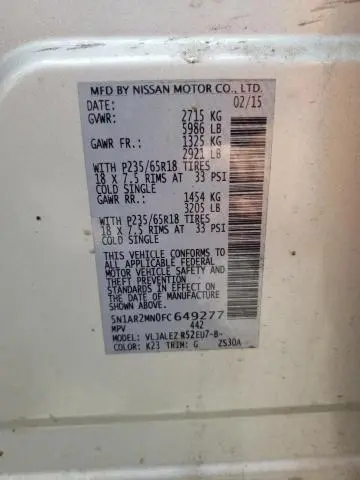 MFD BY NISSAN MOTOR CO., LTD.
DATE: 02/15
GVWR: 2715 KG
5986 LB
GAWR FR.: 1325 KG
2921 LB
WITH P235/65R18 TIRES
18 X 7.5 RIMS AT 33 PSI
COLD SINGLE
GAWR RR.: 1454 KG
3205 LB
WITH P235/65R18 TIRES
18 X 7.5 RIMS AT 33 PSI
COLD SINGLE
THIS VEHICLE CONFORMS TO
ALL APPLICABLE FEDERAL
MOTOR VEHICLE SAFETY AND
THEFT PREVENTION
STANDARDS IN EFFECT ON
THE DATE OF MANUFACTURE
SHOWN ABOVE.
5N1AR2MN0FC649277
MPV 442
MODEL: VLJALEZ R52EU7-B-
COLOR: K23 TRIM: G ZS30A